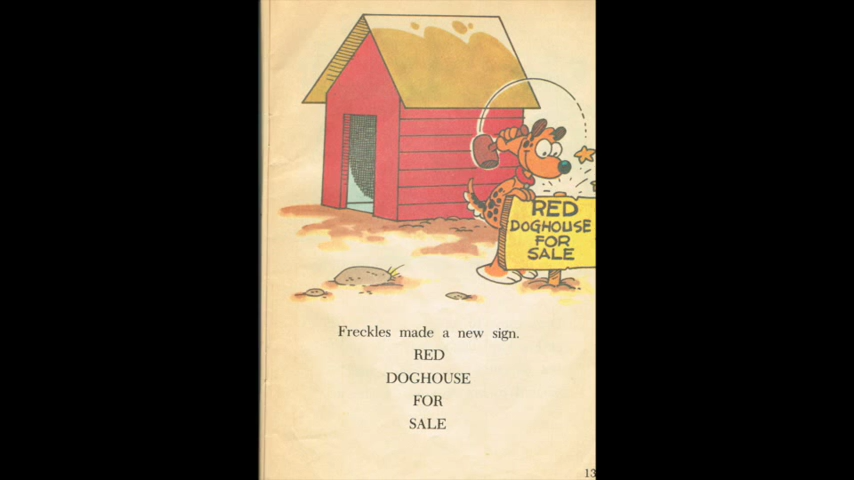 RED
DOGHOUSE
FOR
SALE
Freckles made a new sign.
RED
DOGHOUSE
FOR
SALE
13